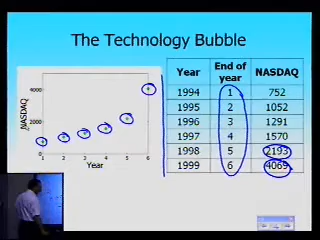 The Technology Bubble
4000
2000
0
NASDAQ
1 2 3 4 5 6
Year
Year End of year NASDAQ
1994 1 752
1995 2 1052
1996 3 1291
1997 4 1570
1998 5 2193
1999 6 4069